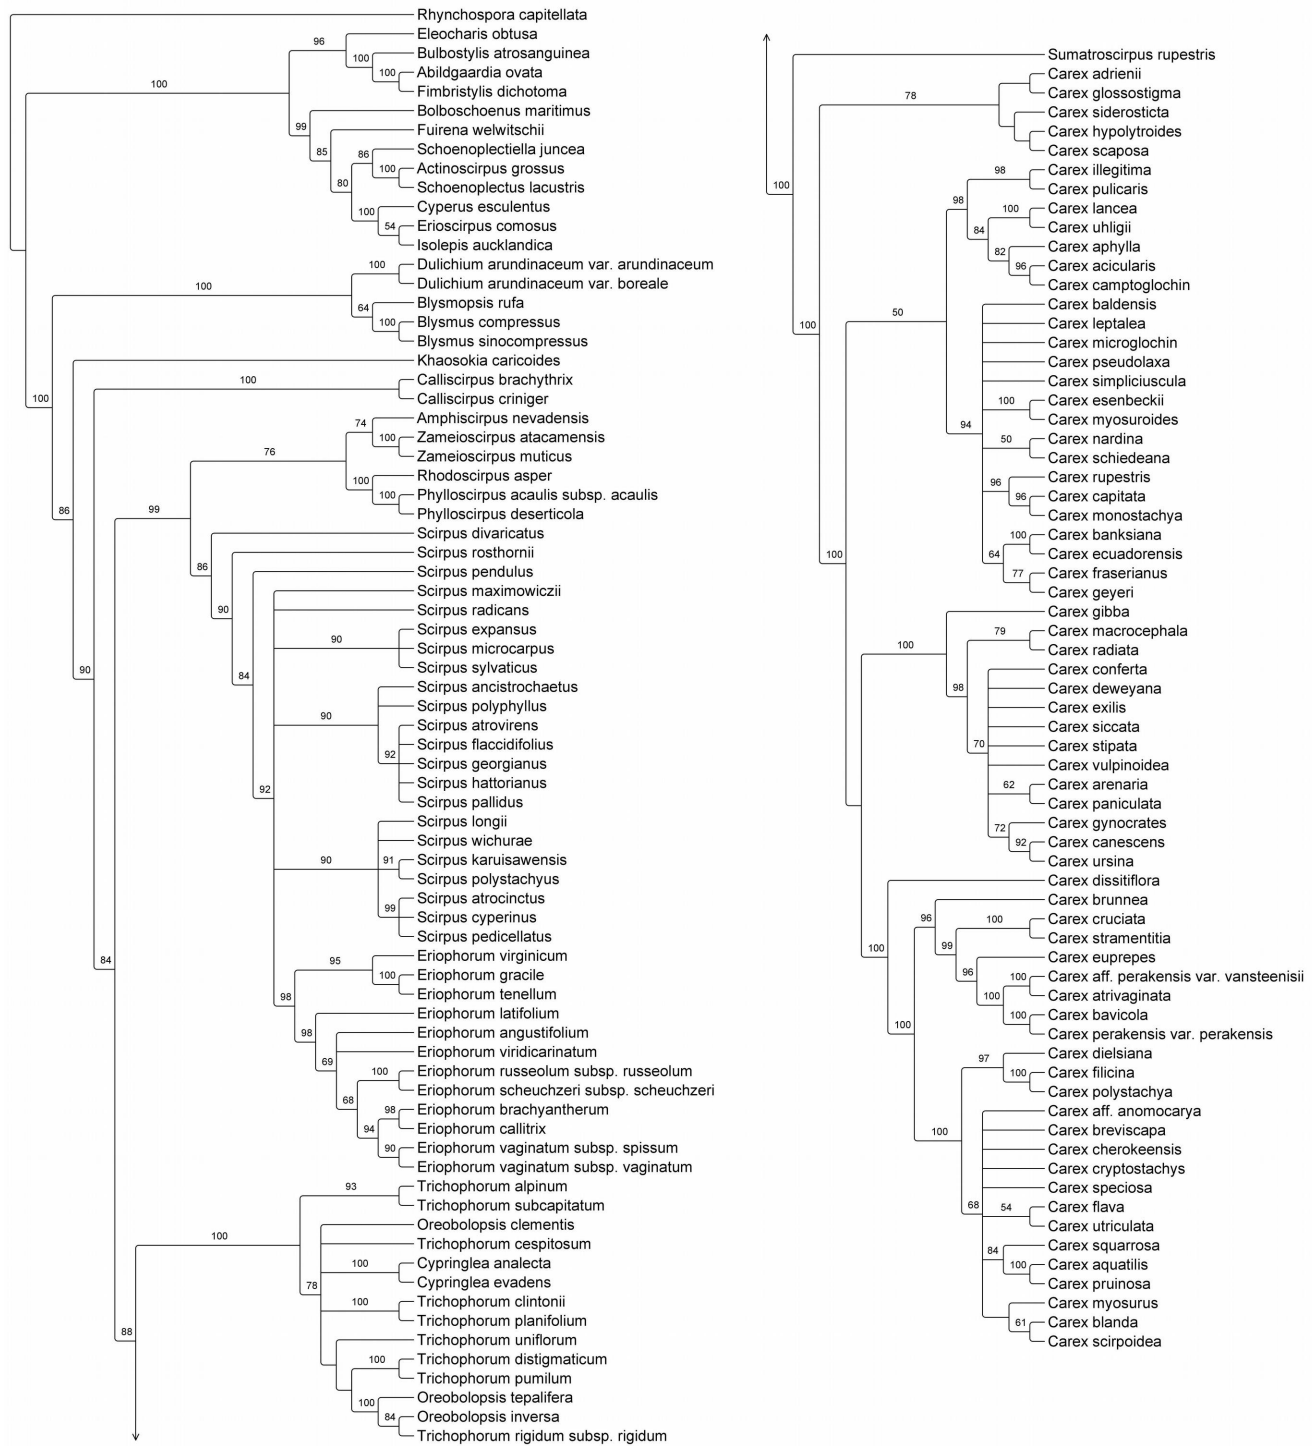 Rhynchospora capitellata
Eleocharis obtusa
96
Bulbostylis atrosanguinea
100
Abildgaardia ovata
100
100
Fimbristylis dichotoma
Bolboschoenus maritimus
99
Fuirena welwitschii
85
Schoenoplectiella juncea
86
Actinoscirpus grossus
100
80
Schoenoplectus lacustris
Cyperus esculentus
100
Erioscirpus comosus
54
Isolepis aucklandica
Dulichium arundinaceum var. arundinaceum
100
Dulichium arundinaceum var. boreale
100
Blysmopsis rufa
64
Blysmus compressus
100
Blysmus sinocompressus
Khaosokia caricoides
Calliscirpus brachythrix
100
100
Calliscirpus criniger
Amphiscirpus nevadensis
74
Zameioscirpus atacamensis
100
76
Zameioscirpus muticus
Rhodoscirpus asper
100
Phylloscirpus acaulis subsp. acaulis
100
86
99
Phylloscirpus deserticola
Scirpus divaricatus
Scirpus rosthornii
86
Scirpus pendulus
Scirpus maximowiczii
90
Scirpus radicans
Scirpus expansus
90
Scirpus microcarpus
Scirpus sylvaticus
90
84
Scirpus ancistrochaetus
Scirpus polyphyllus
90
Scirpus atrovirens
Scirpus flaccidifolius
92
Scirpus georgianus
Scirpus hattorianus
92
Scirpus pallidus
Scirpus longii
Scirpus wichurae
90
91
Scirpus karuisawensis
Scirpus polystachyus
Scirpus atrocinctus
99
Scirpus cyperinus
Scirpus pedicellatus
Eriophorum virginicum
84
95
Eriophorum gracile
100
Eriophorum tenellum
98
Eriophorum latifolium
98
Eriophorum angustifolium
Eriophorum viridicarinatum
69
Eriophorum russeolum subsp. russeolum
100
Eriophorum scheuchzeri subsp. scheuchzeri
68
Eriophorum brachyantherum
98
Eriophorum callitrix
94
Eriophorum vaginatum subsp. spissum
90
Eriophorum vaginatum subsp. vaginatum
Trichophorum alpinum
93
Trichophorum subcapitatum
Oreobolopsis clementis
100
Trichophorum cespitosum
Cypringlea analecta
100
Cypringlea evadens
78
Trichophorum clintonii
100
Trichophorum planifolium
88
Trichophorum uniflorum
Trichophorum distigmaticum
100
Trichophorum pumilum
Oreobolopsis tepalifera
100
Oreobolopsis inversa
84
Trichophorum rigidum subsp. rigidum
Sumatroscirpus rupestris
Carex adrienii
Carex glossostigma
78
Carex siderosticta
Carex hypolytroides
Carex scaposa
Carex illegitima
98
100
Carex pulicaris
98
Carex lancea
100
Carex uhligii
84
Carex aphylla
82
Carex acicularis
96
Carex camptoglochin
Carex baldensis
50
Carex leptalea
100
Carex microglochin
Carex pseudolaxa
Carex simpliciuscula
Carex esenbeckii
100
Carex myosuroides
94
Carex nardina
50
Carex schiedeana
Carex rupestris
96
Carex capitata
96
Carex monostachya
Carex banksiana
100
Carex ecuadorensis
64
100
Carex fraserianus
77
Carex geyeri
Carex gibba
Carex macrocephala
79
100
Carex radiata
Carex conferta
98
Carex deweyana
Carex exilis
Carex siccata
Carex stipata
70
Carex vulpinoidea
Carex arenaria
62
Carex paniculata
Carex gynocrates
72
Carex canescens
92
Carex ursina
Carex dissitiflora
Carex brunnea
96
Carex cruciata
100
Carex stramentitia
99
100
Carex euprepes
96
Carex aff. perakensis var. vansteenisii
100
Carex atrivaginata
100
Carex bavicola
100
Carex perakensis var. perakensis
100
Carex dielsiana
97
Carex filicina
100
Carex polystachya
Carex aff. anomocarya
Carex breviscapa
100
Carex cherokeensis
Carex cryptostachys
Carex speciosa
68
Carex flava
54
Carex utriculata
Carex squarrosa
84
Carex aquatilis
100
Carex pruinosa
Carex myosurus
Carex blanda
61
Carex scirpoidea